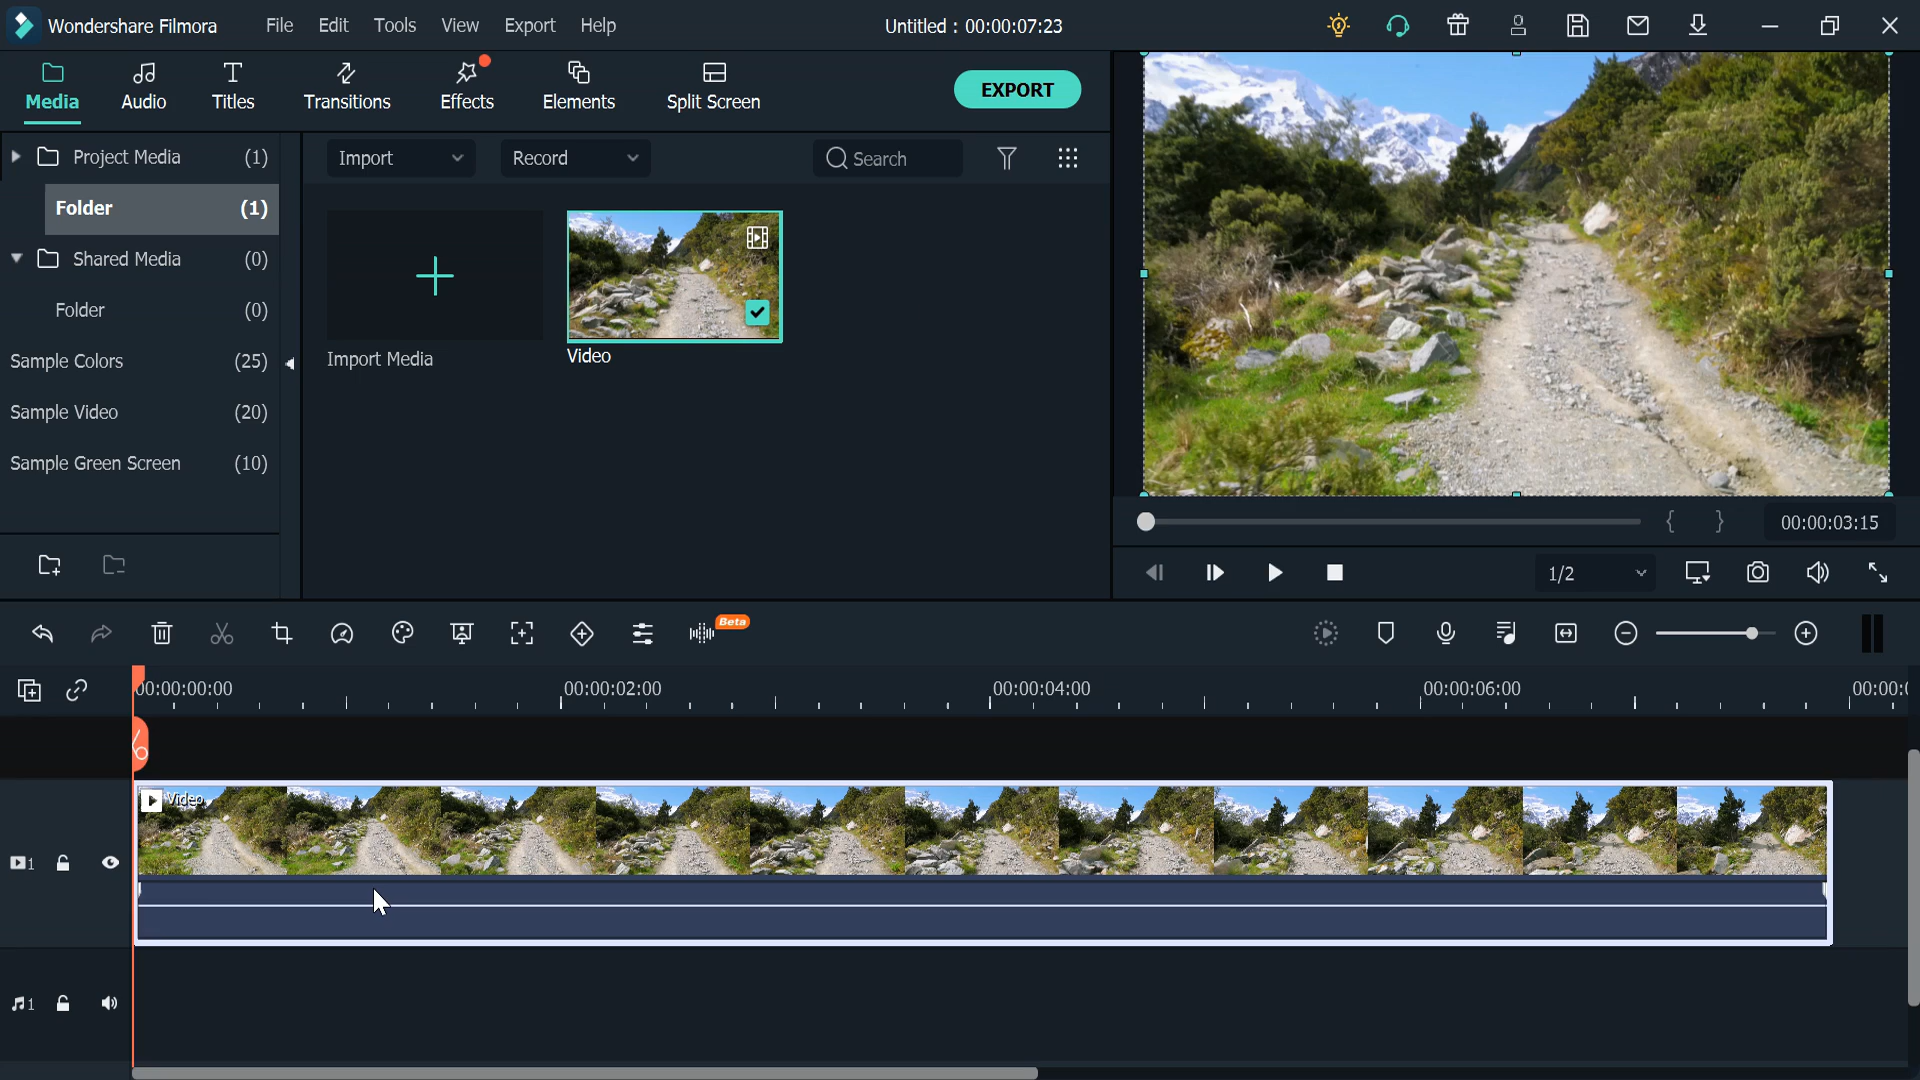 Wondershare Filmora
File
Edit
Tools
View
Export
Help
Untitled : 00:00:07:23
Media
Audio
Titles
Transitions
Effects
Elements
Split Screen
EXPORT
Project Media (1)
Folder (1)
Shared Media (0)
Folder (0)
Sample Colors (25)
Sample Video (20)
Sample Green Screen (10)
Import
Record
Search
Import Media
Video
00:00:03:15
1/2
Beta
00:00:00:00
00:00:02:00
00:00:04:00
00:00:06:00
00:00:0
Video
1
1